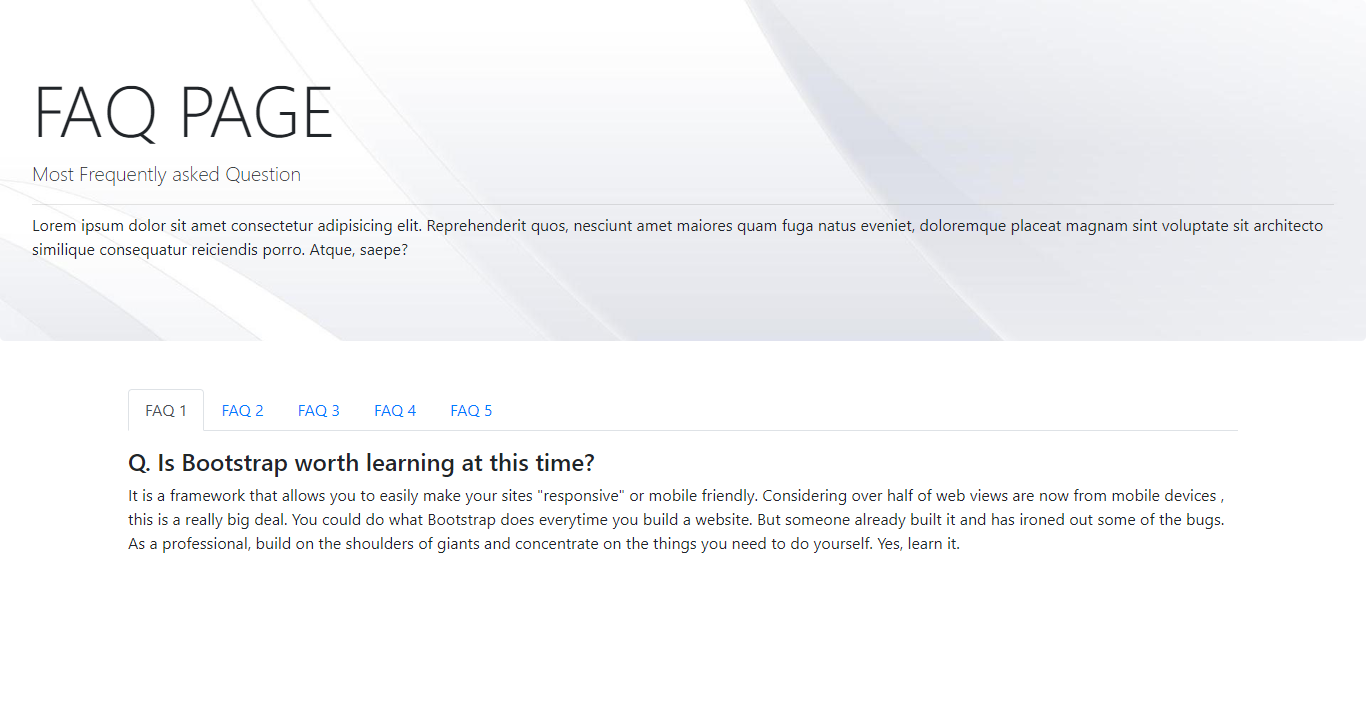 FAQ PAGE
Most Frequently asked Question
Lorem ipsum dolor sit amet consectetur adipisicing elit. Reprehenderit quos, nesciunt amet maiores quam fuga natus eveniet, doloremque placeat magnam sint voluptate sit architecto
similique consequatur reiciendis porro. Atque, saepe?
FAQ 1 FAQ 2 FAQ 3 FAQ 4 FAQ 5
Q. Is Bootstrap worth learning at this time?
It is a framework that allows you to easily make your sites "responsive" or mobile friendly. Considering over half of web views are now from mobile devices ,
this is a really big deal. You could do what Bootstrap does everytime you build a website. But someone already built it and has ironed out some of the bugs.
As a professional, build on the shoulders of giants and concentrate on the things you need to do yourself. Yes, learn it.